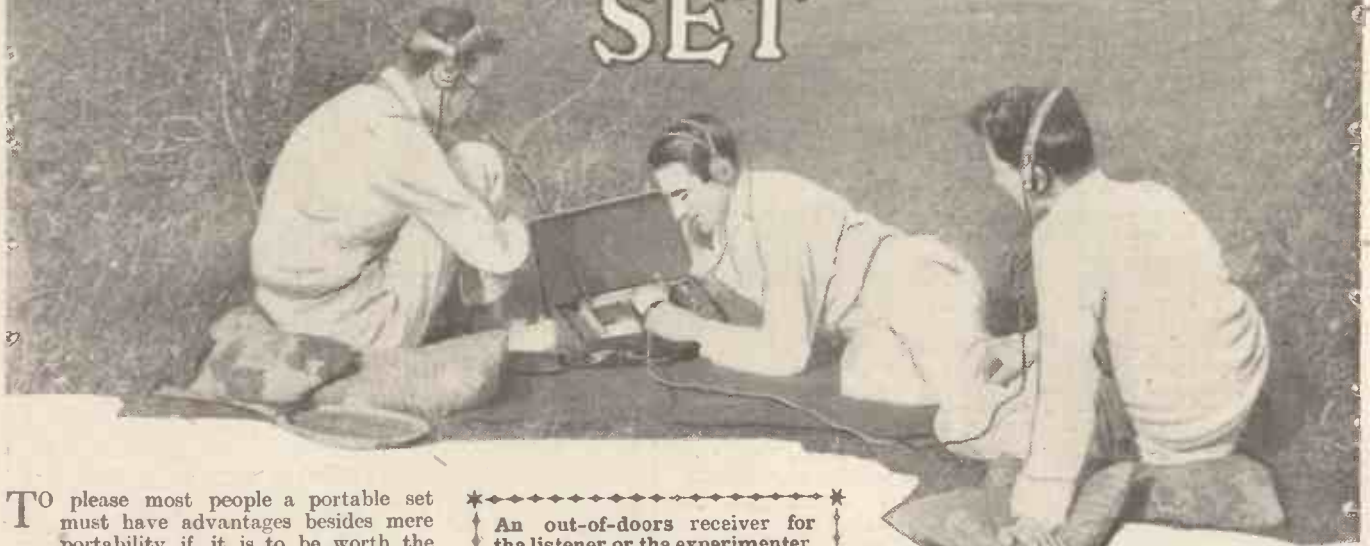 SET
TO please most people a portable set
must have advantages besides mere
portability if it is to be worth the
An out-of-doors receiver for
the listener or the experimenter